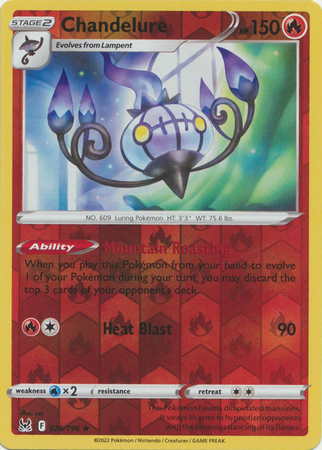 STAGE 2
Chandelure
HP 150
Evolves from Lampent
NO. 609 Luring Pokémon HT: 3'3" WT: 75.6 lbs.
Ability Mountain Roasting
When you play this Pokémon from your hand to evolve
1 of your Pokémon during your turn, you may discard the
top 3 cards of your opponent's deck.
Heat Blast 90
weakness ×2 resistance retreat
Illus.
F 026/196 ★
©2022 Pokémon / Nintendo / Creatures / GAME FREAK
This Pokémon haunts dilapidated mansions.
It sways its arms to hypnotize opponents
with the ominous dancing of its flames.